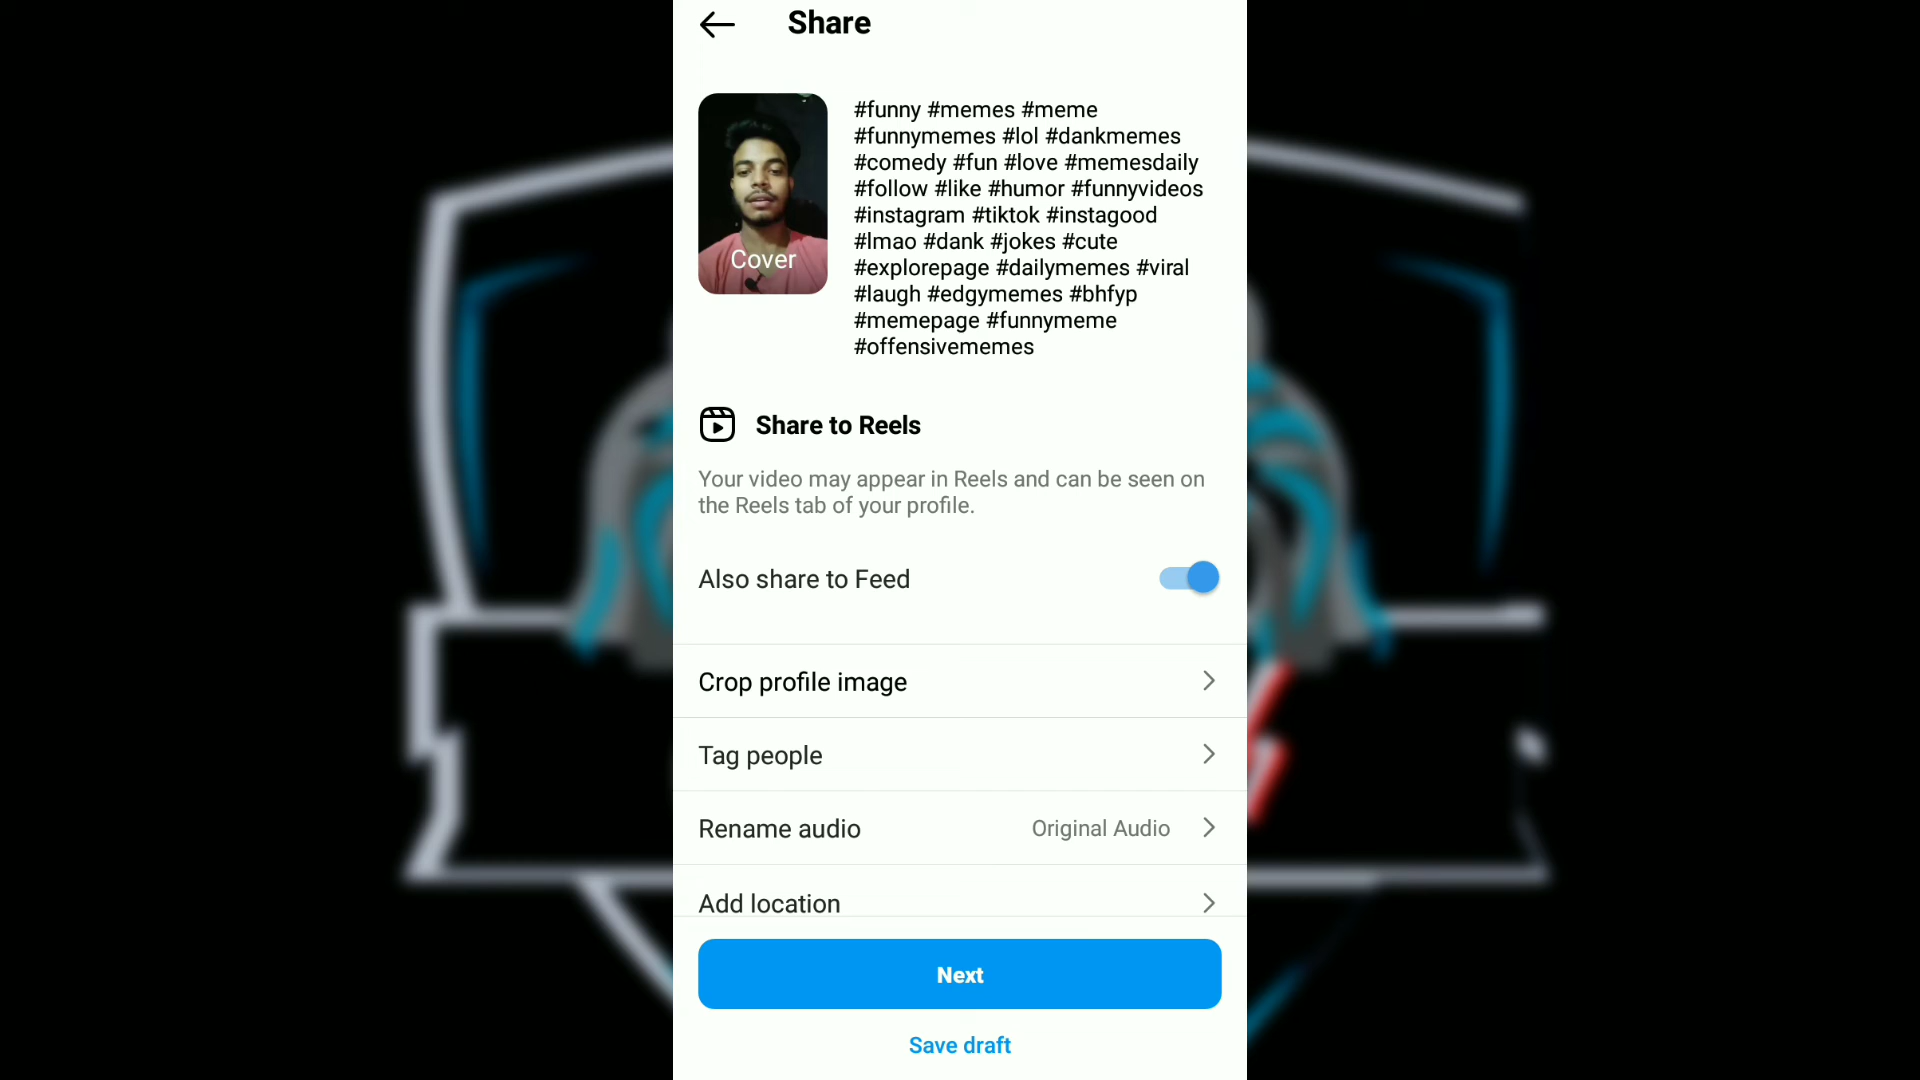 Share
#funny #memes #meme
#funnymemes #lol #dankmemes
#comedy #fun #love #memesdaily
#follow #like #humor #funnyvideos
#instagram #tiktok #instagood
#lmao #dank #jokes #cute
#explorepage #dailymemes #viral
#laugh #edgymemes #bhfyp
#memepage #funnymeme
#offensivememes
Cover
Share to Reels
Your video may appear in Reels and can be seen on
the Reels tab of your profile.
Also share to Feed
Crop profile image
Tag people
Rename audio Original Audio
Add location
Next
Save draft